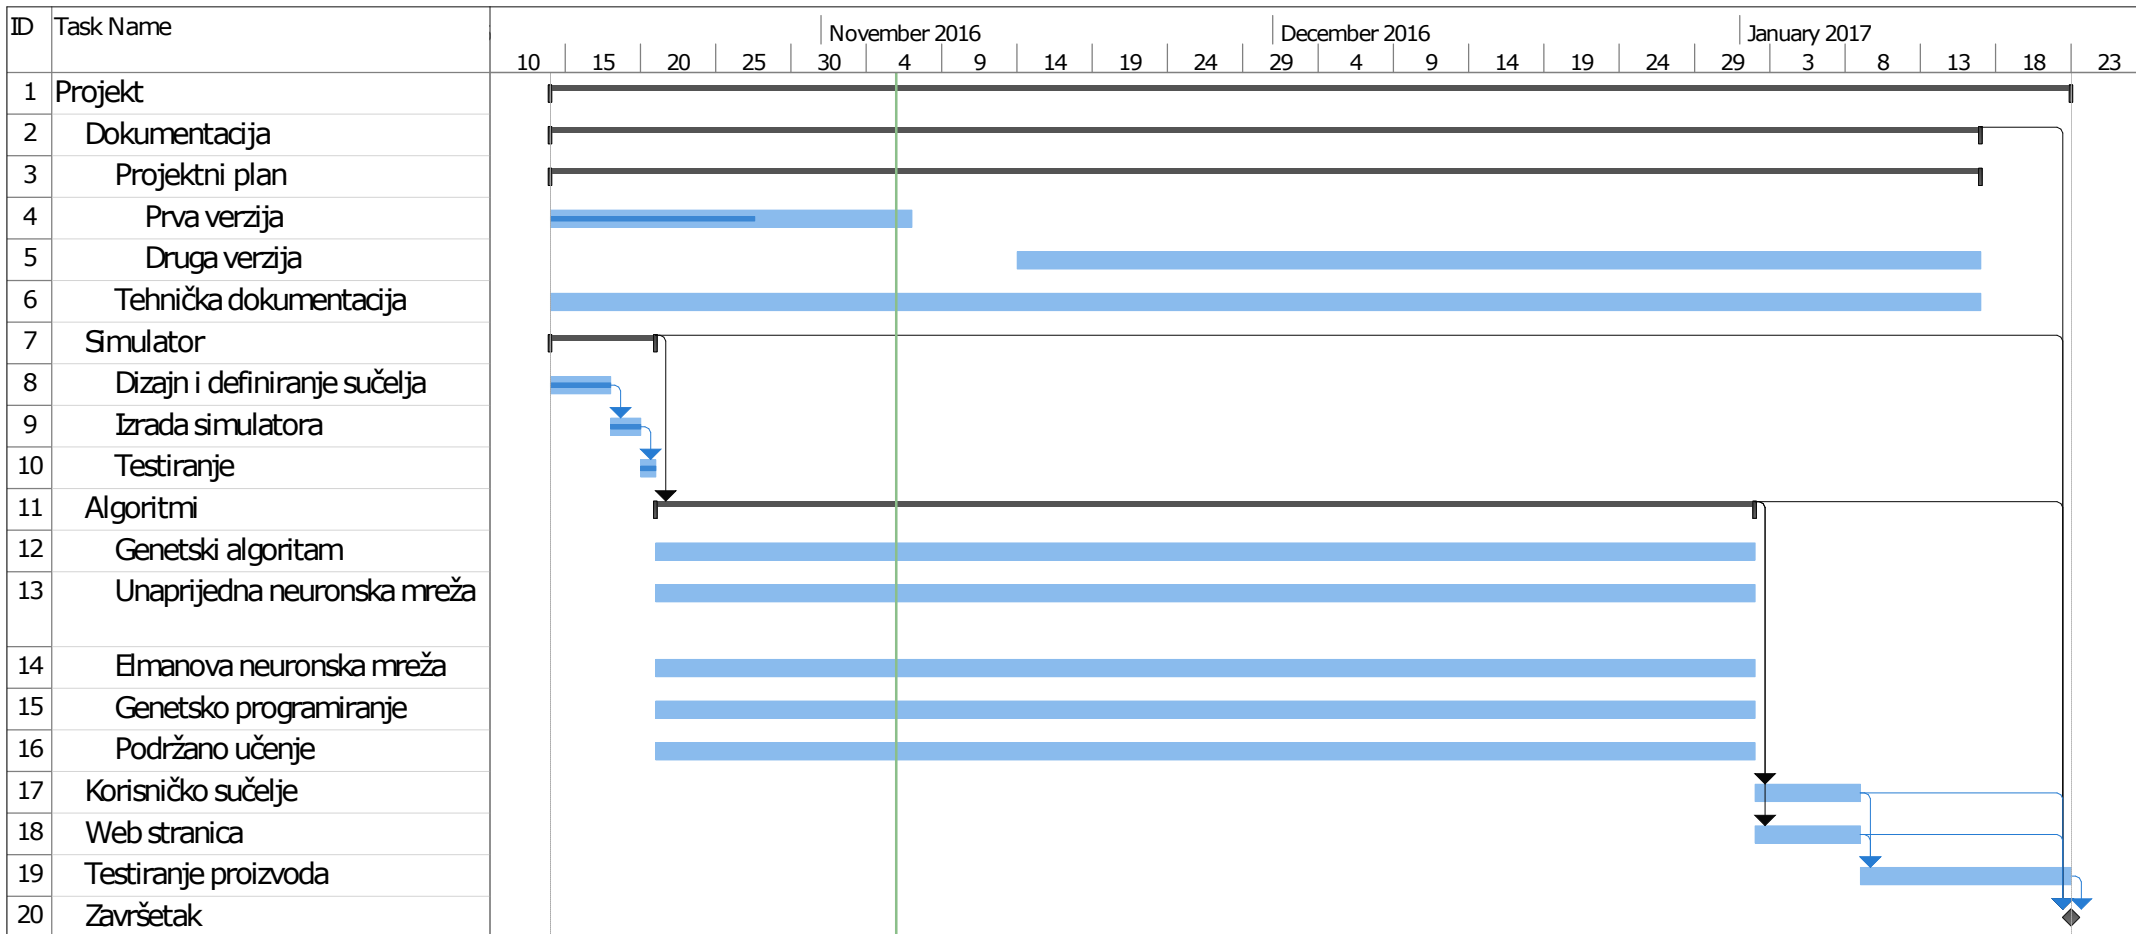 ID Task Name
November 2016 December 2016 January 2017
10 15 20 25 30 4 9 14 19 24 29 4 9 14 19 24 29 3 8 13 18 23
1 Projekt
2 Dokumentacija
3 Projektni plan
4 Prva verzija
5 Druga verzija
6 Tehnička dokumentacija
7 Simulator
8 Dizajn i definiranje sučelja
9 Izrada simulatora
10 Testiranje
11 Algoritmi
12 Genetski algoritam
13 Unaprijedna neuronska mreža
14 Elmanova neuronska mreža
15 Genetsko programiranje
16 Podržano učenje
17 Korisničko sučelje
18 Web stranica
19 Testiranje proizvoda
20 Završetak